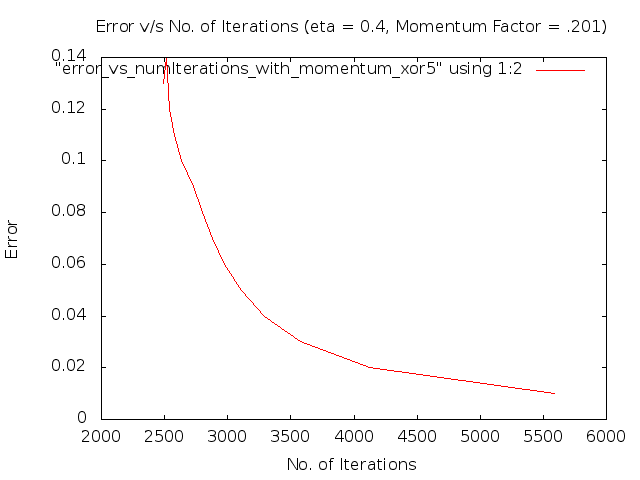 Error v/s No. of Iterations (eta = 0.4, Momentum Factor = .201)
"error_vs_numIterations_with_momentum_xor5" using 1:2
0.14
0.12
0.1
0.08
0.06
0.04
0.02
0
Error
2000 2500 3000 3500 4000 4500 5000 5500 6000
No. of Iterations